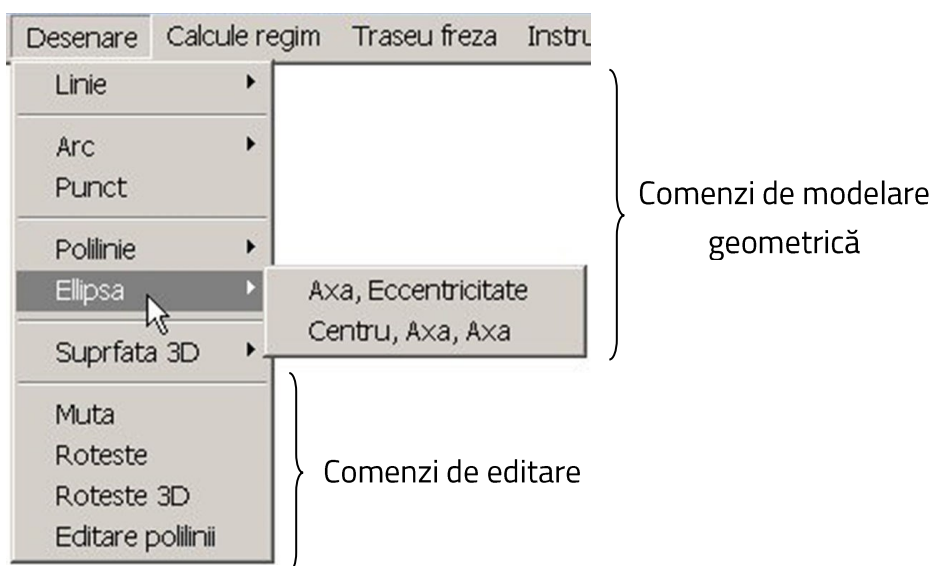 Desenare Calcule regim Traseu freza Instru
Linie
Arc
Punct
Polilinie
Ellipsa
Axa, Eccentricitate
Centru, Axa, Axa
Suprfata 3D
Muta
Roteste
Roteste 3D
Editare polilinii
Comenzi de modelare
geometrică
Comenzi de editare